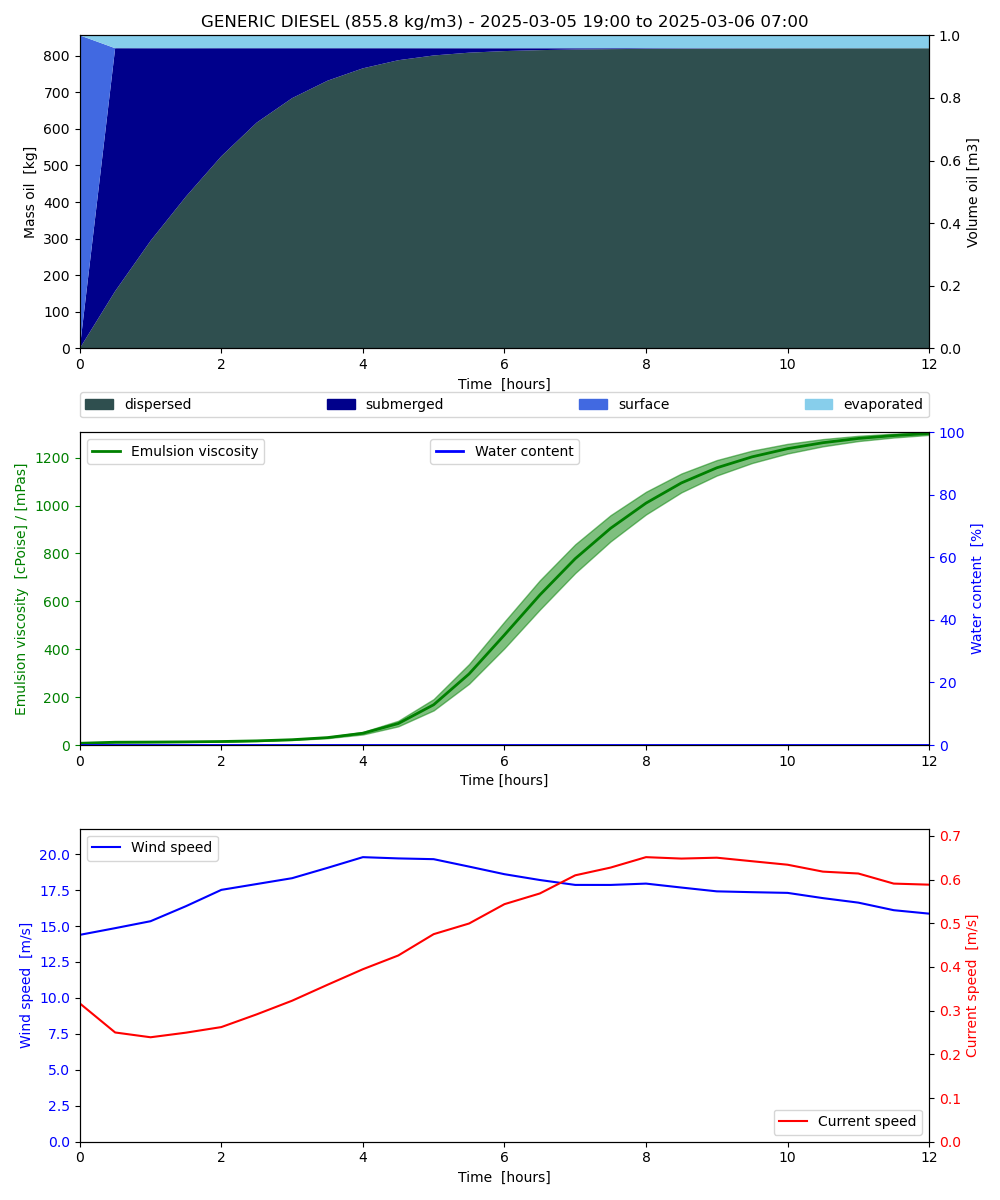 GENERIC DIESEL (855.8 kg/m3) - 2025-03-05 19:00 to 2025-03-06 07:00
Mass oil [kg]
800
700
600
500
400
300
200
100
0
Volume oil [m3]
1.0
0.8
0.6
0.4
0.2
0.0
0 2 4 6 8 10 12
Time [hours]
dispersed submerged surface evaporated
Emulsion viscosity [cPoise] / [mPas]
1200
1000
800
600
400
200
0
Emulsion viscosity
Water content
Water content [%]
100
80
60
40
20
0
0 2 4 6 8 10 12
Time [hours]
Wind speed [m/s]
20.0
17.5
15.0
12.5
10.0
7.5
5.0
2.5
0.0
Wind speed
Current speed [m/s]
0.7
0.6
0.5
0.4
0.3
0.2
0.1
0.0
Current speed
0 2 4 6 8 10 12
Time [hours]